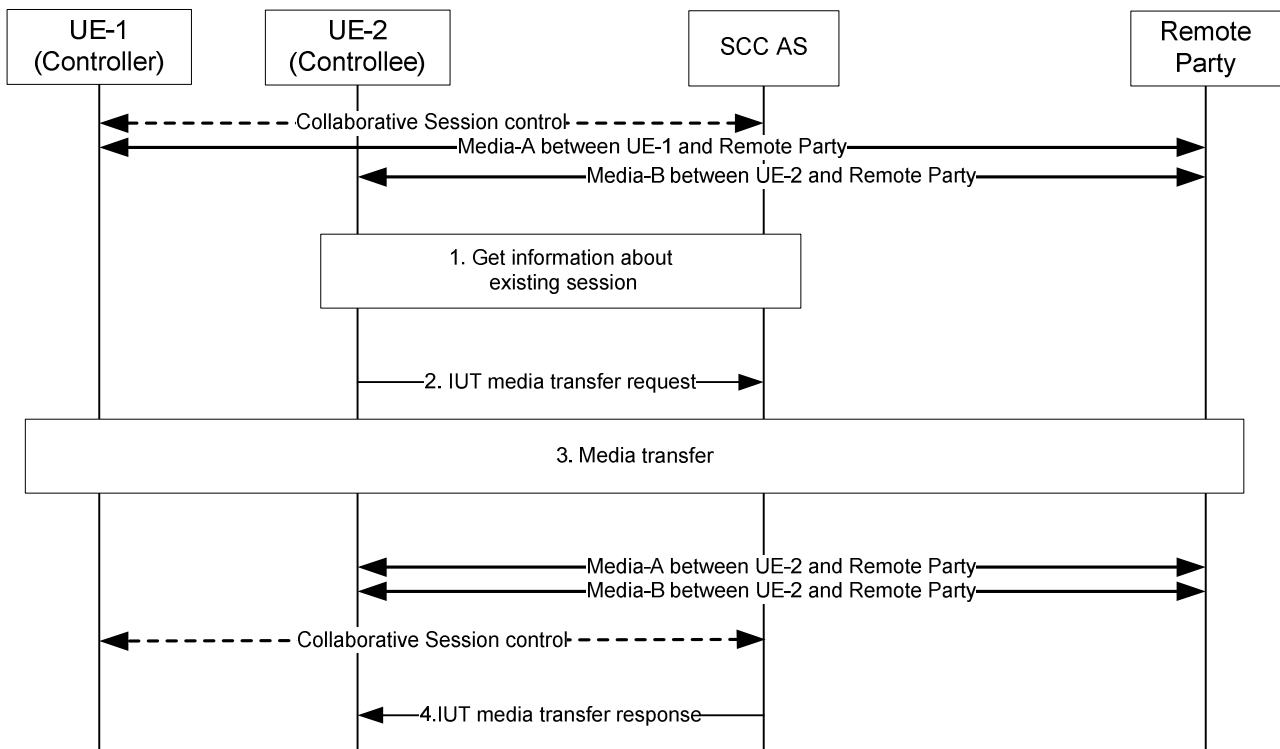 UE-1
(Controller)
UE-2
(Controllee)
SCC AS
Remote
Party
Collaborative Session control
Media-A between UE-1 and Remote Party
Media-B between UE-2 and Remote Party
1. Get information about
existing session
2. IUT media transfer request
3. Media transfer
Media-A between UE-2 and Remote Party
Media-B between UE-2 and Remote Party
Collaborative Session control
4.IUT media transfer response